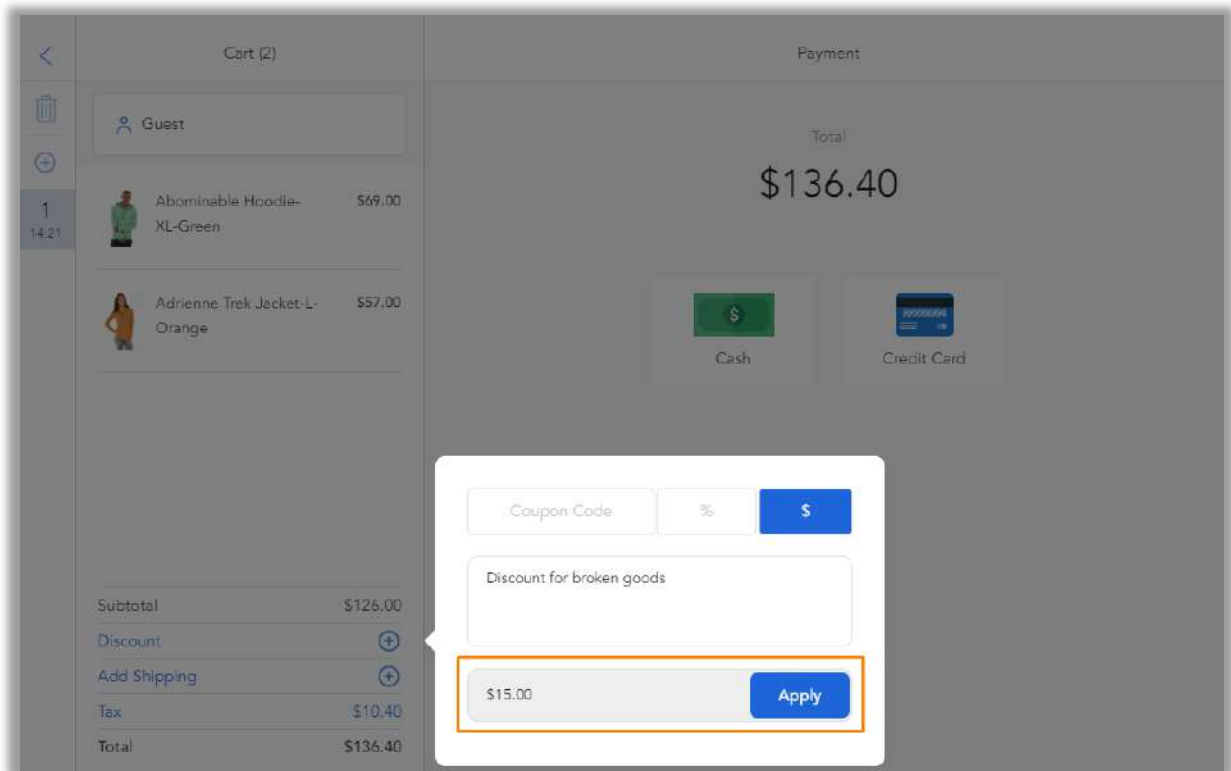 Cart (2)
Payment
Guest
1
14:21
Abominable Hoodie-
XL-Green
$69.00
Adrienne Trek Jacket-L-
Orange
$57.00
Subtotal
$126.00
Discount
Add Shipping
Tax
$10.40
Total
$136.40
Total
$136.40
$
Cash
Credit Card
Coupon Code
%
$
Discount for broken goods
$15.00
Apply